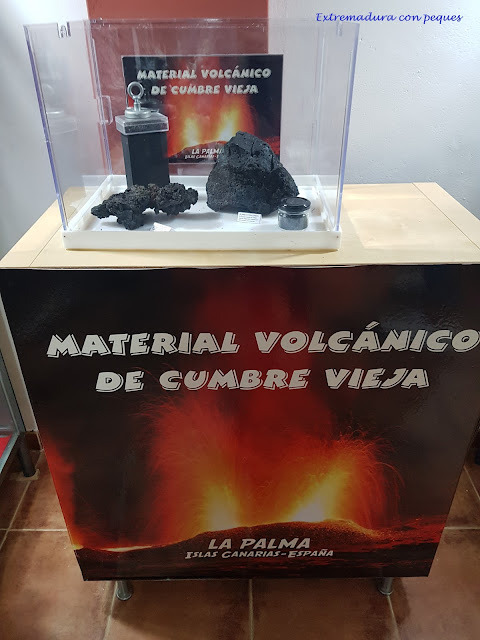 Extremadura con peques
MATERIAL VOLCÁNICO
DE CUMBRE VIEJA
LA PALMA
MATERIAL VOLCÁNICO
DE CUMBRE VIEJA
LA PALMA
ISLAS CANARIAS-ESPAÑA